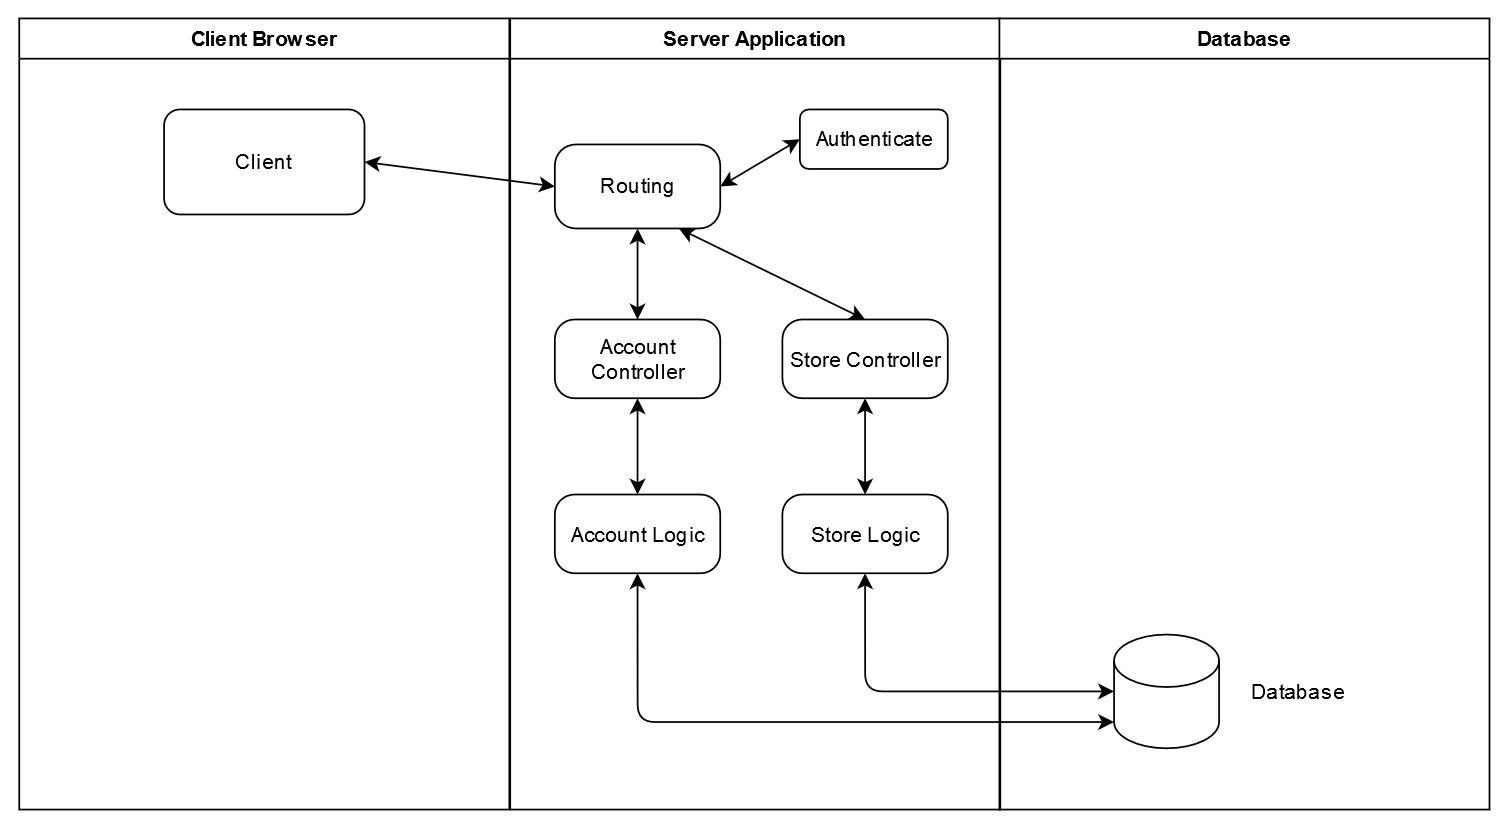 Client Browser
Server Application
Database
Client
Routing
Authenticate
Account
Controller
Store Controller
Account Logic
Store Logic
Database